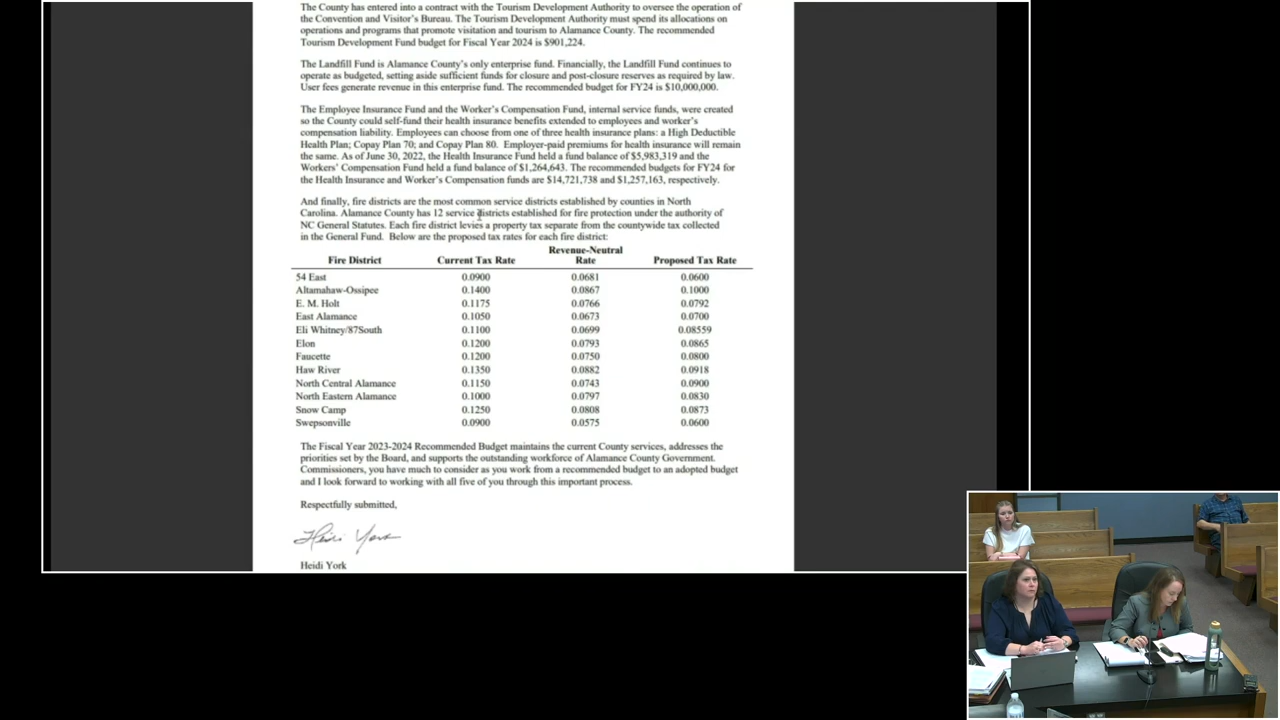 The County has entered into a contract with the Tourism Development Authority to oversee the operation of
the Convention and Visitor's Bureau. The Tourism Development Authority must spend its allocations on
operations and programs that promote visitation and tourism to Alamance County. The recommended
Tourism Development Fund budget for Fiscal Year 2024 is $901,224.
The Landfill Fund is Alamance County's only enterprise fund. Financially, the Landfill Fund continues to
operate as budgeted, setting aside sufficient funds for closure and post-closure reserves as required by law.
User fees generate revenue in this enterprise fund. The recommended budget for FY24 is $10,000,000.
The Employee Insurance Fund and the Worker's Compensation Fund, internal service funds, were created
so the County could self-fund their health insurance benefits extended to employees and worker's
compensation liability. Employees can choose from one of three health insurance plans: a High Deductible
Health Plan; Copay Plan 70; and Copay Plan 80. Employer-paid premiums for health insurance will remain
the same. As of June 30, 2022, the Health Insurance Fund held a fund balance of $5,983,319 and the
Workers' Compensation Fund held a fund balance of $1,264,643. The recommended budgets for FY24 for
the Health Insurance and Worker's Compensation funds are $14,721,738 and $1,257,163, respectively.
And finally, fire districts are the most common service districts established by counties in North
Carolina. Alamance County has 12 service districts established for fire protection under the authority of
NC General Statutes. Each fire district levies a property tax separate from the countywide tax collected
in the General Fund. Below are the proposed tax rates for each fire district:
Fire District Current Tax Rate Revenue-Neutral Rate Proposed Tax Rate
54 East 0.0900 0.0681 0.0600
Altamahaw-Ossipee 0.1400 0.0867 0.1000
E. M. Holt 0.1175 0.0766 0.0792
East Alamance 0.1050 0.0673 0.0700
Eli Whitney/87South 0.1100 0.0699 0.08559
Elon 0.1200 0.0793 0.0865
Faucette 0.1200 0.0750 0.0800
Haw River 0.1350 0.0882 0.0918
North Central Alamance 0.1150 0.0743 0.0900
North Eastern Alamance 0.1000 0.0797 0.0830
Snow Camp 0.1250 0.0808 0.0873
Swepsonville 0.0900 0.0575 0.0600
The Fiscal Year 2023-2024 Recommended Budget maintains the current County services, addresses the
priorities set by the Board, and supports the outstanding workforce of Alamance County Government.
Commissioners, you have much to consider as you work from a recommended budget to an adopted budget
and I look forward to working with all five of you through this important process.
Respectfully submitted,
Heidi York
Heidi York